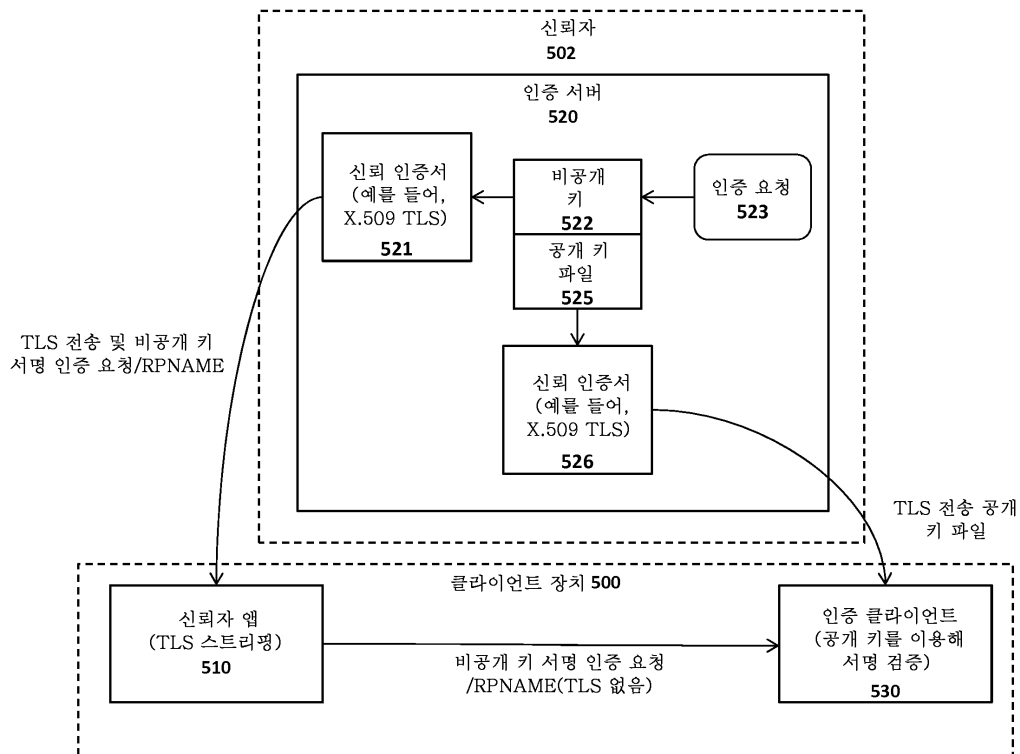 신뢰자
502
인증 서버
520
신뢰 인증서
(예를 들어,
X.509 TLS)
521
비공개
키
522
인증 요청
523
공개 키
파일
525
TLS 전송 및 비공개 키
서명 인증 요청/RPNAME
신뢰 인증서
(예를 들어,
X.509 TLS)
526
TLS 전송 공개
키 파일
클라이언트 장치 500
신뢰자 앱
(TLS 스트리핑)
510
비공개 키 서명 인증 요청
/RPNAME(TLS 없음)
인증 클라이언트
(공개 키를 이용해
서명 검증)
530